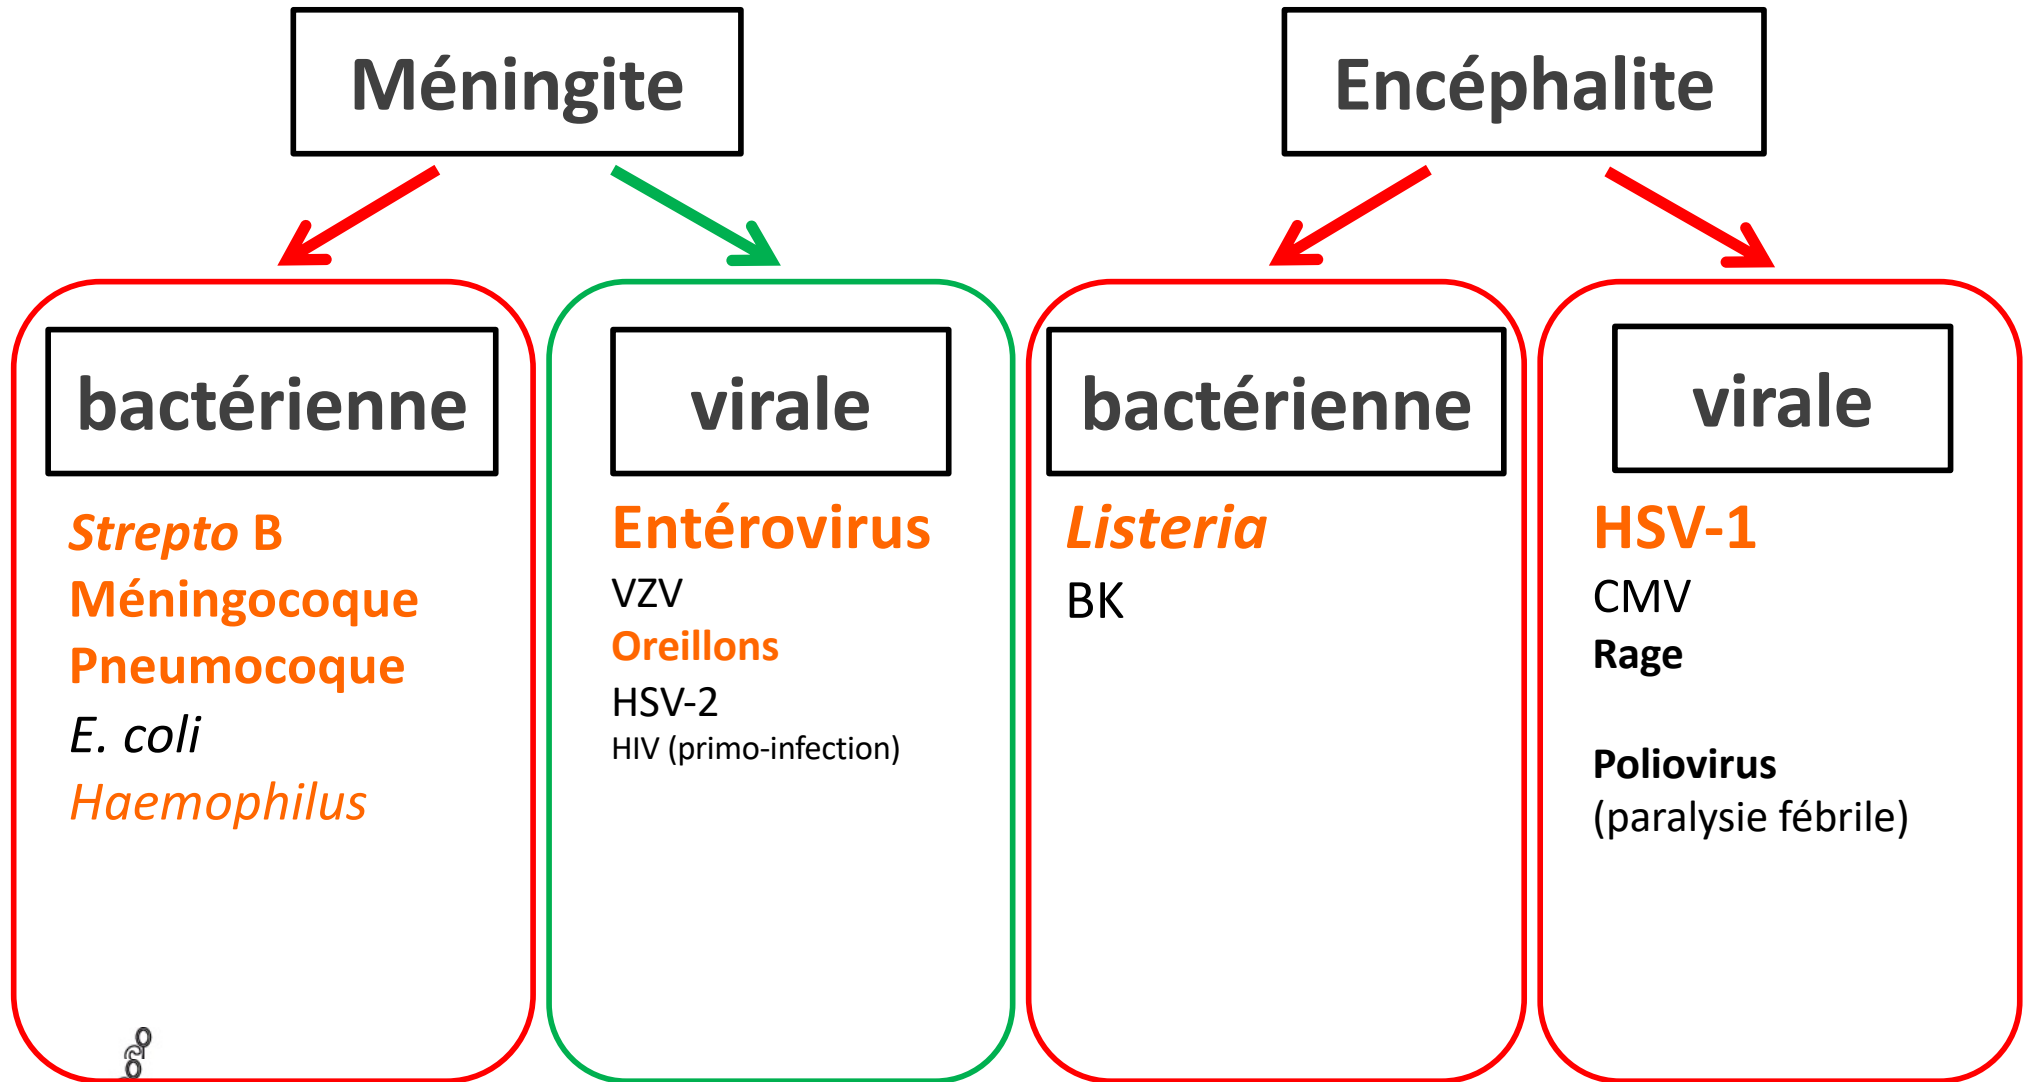 Méningite
bactérienne
Strepto B
Méningocoque
Pneumocoque
E. coli
Haemophilus
virale
Entérovirus
VZV
Oreillons
HSV-2
HIV (primo-infection)
Encéphalite
bactérienne
Listeria
BK
virale
HSV-1
CMV
Rage
Poliovirus
(paralysie fébrile)